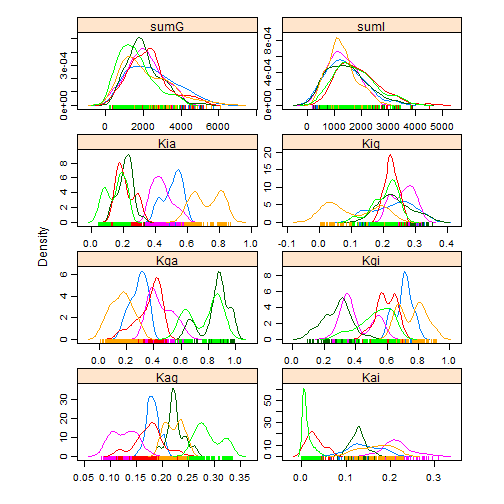 sumG
0e+00 3e-04
0 2000 4000 6000
sumI
0e+00 4e-04 8e-04
0 1000 2000 3000 5000
Kia
0 2 4 6 8
0.0 0.2 0.4 0.6 0.8 1.0
Kig
0 5 10 15 20
-0.1 0.0 0.1 0.2 0.3 0.4
Density
Kga
0 2 4 6
0.0 0.2 0.4 0.6 0.8 1.0
Kgi
0 2 4 6 8
0.0 0.2 0.4 0.6 0.8 1.0
Kag
0 10 20 30
0.05 0.10 0.15 0.20 0.25 0.30 0.35
Kai
0 10 30 50
0.0 0.1 0.2 0.3